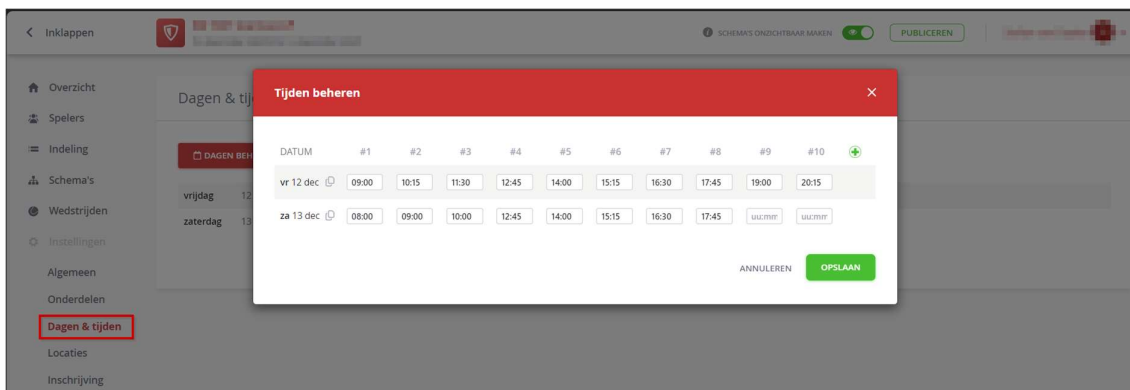 Inklappen
SCHEMA'S ONZICHTBAAR MAKEN
PUBLICEREN
Overzicht
Spelers
Indeling
Schema's
Wedstrijden
Instellingen
Algemeen
Onderdelen
Dagen & tijden
Locaties
Inschrijving
Dagen & tij
DAGEN BEH
vrijdag 12
zaterdag 13
Tijden beheren
DATUM #1 #2 #3 #4 #5 #6 #7 #8 #9 #10
vr 12 dec 09:00 10:15 11:30 12:45 14:00 15:15 16:30 17:45 19:00 20:15
za 13 dec 08:00 09:00 10:00 12:45 14:00 15:15 16:30 17:45 uu:mm uu:mm
ANNULEREN OPSLAAN